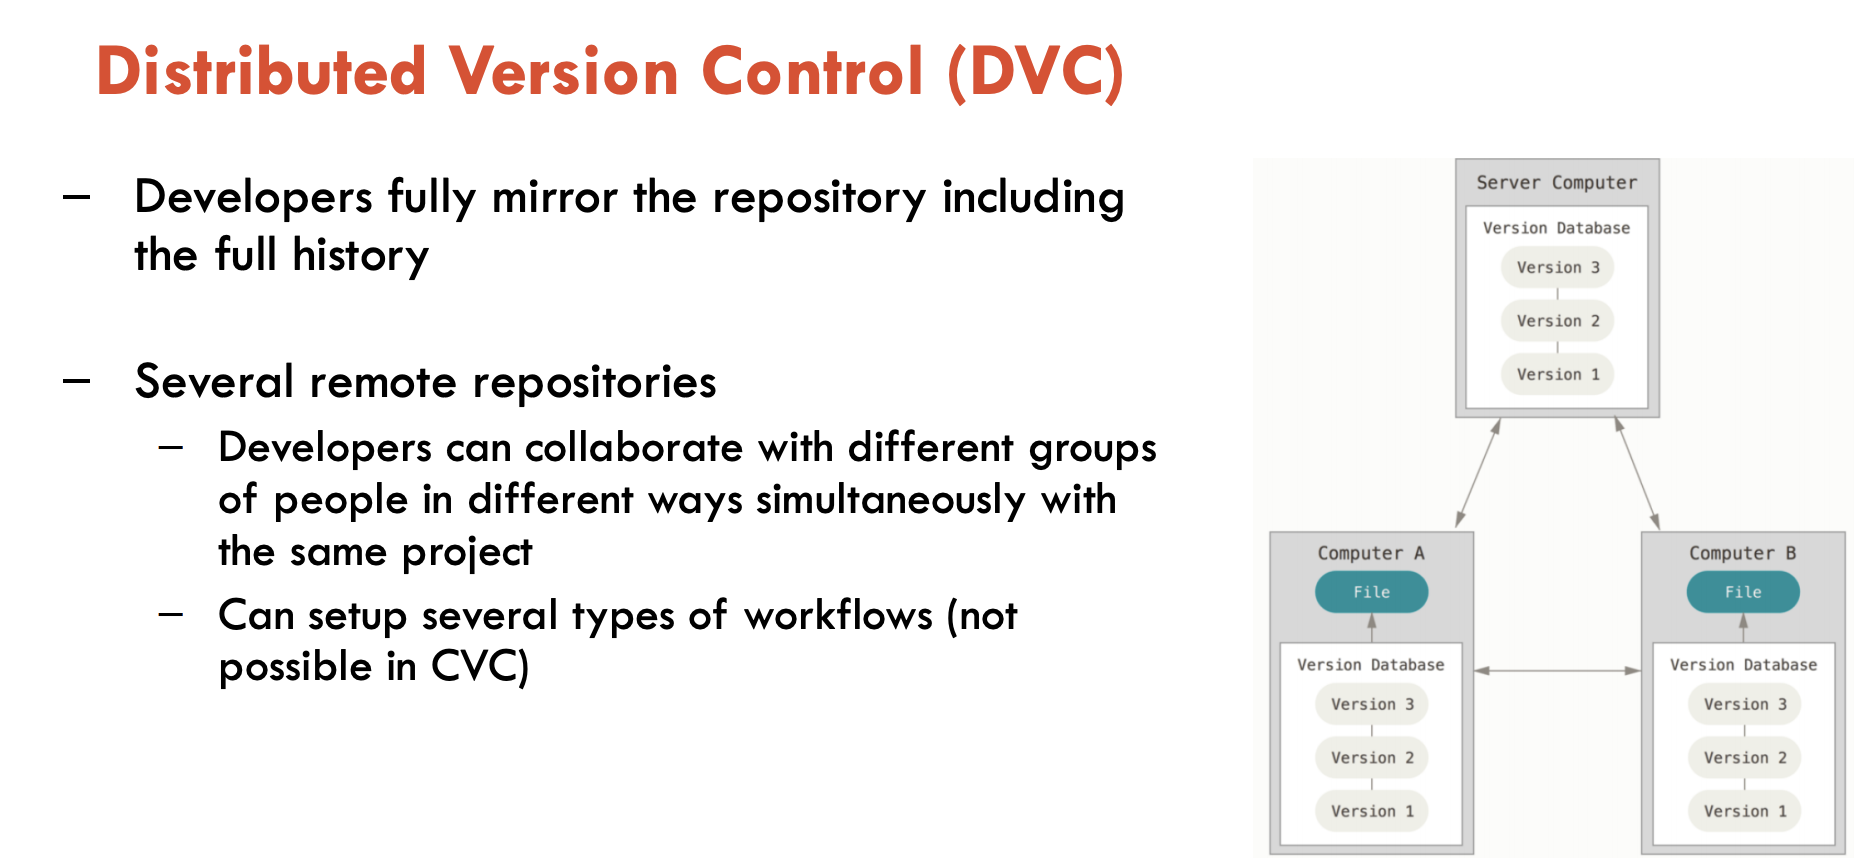 Distributed Version Control (DVC)
– Developers fully mirror the repository including
the full history
– Several remote repositories
– Developers can collaborate with different groups
of people in different ways simultaneously with
the same project
– Can setup several types of workflows (not
possible in CVC)
Server Computer
Version Database
Version 3
Version 2
Version 1
Computer A
File
Version Database
Version 3
Version 2
Version 1
Computer B
File
Version Database
Version 3
Version 2
Version 1